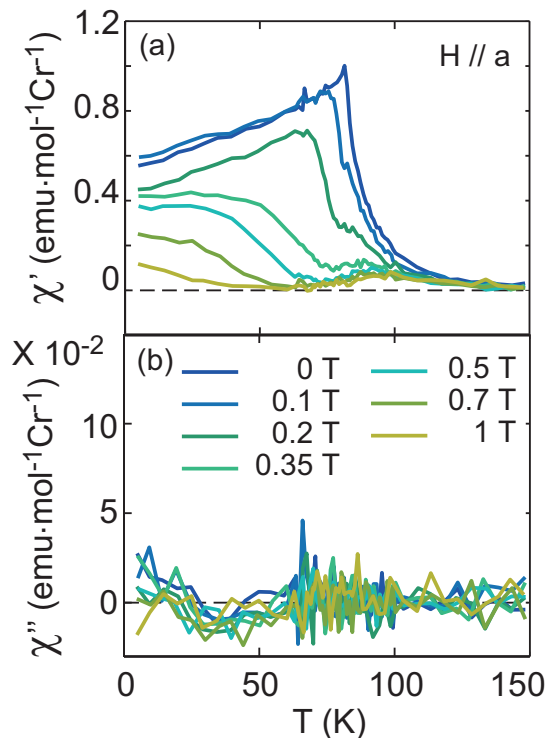 1.2
(a)
H // a
0.8
0.4
0
χ' (emu·mol⁻¹Cr⁻¹)
X 10⁻²
(b)
0 T
0.1 T
0.2 T
0.35 T
0.5 T
0.7 T
1 T
10
5
0
χ'' (emu·mol⁻¹Cr⁻¹)
0 50 100 150
T (K)